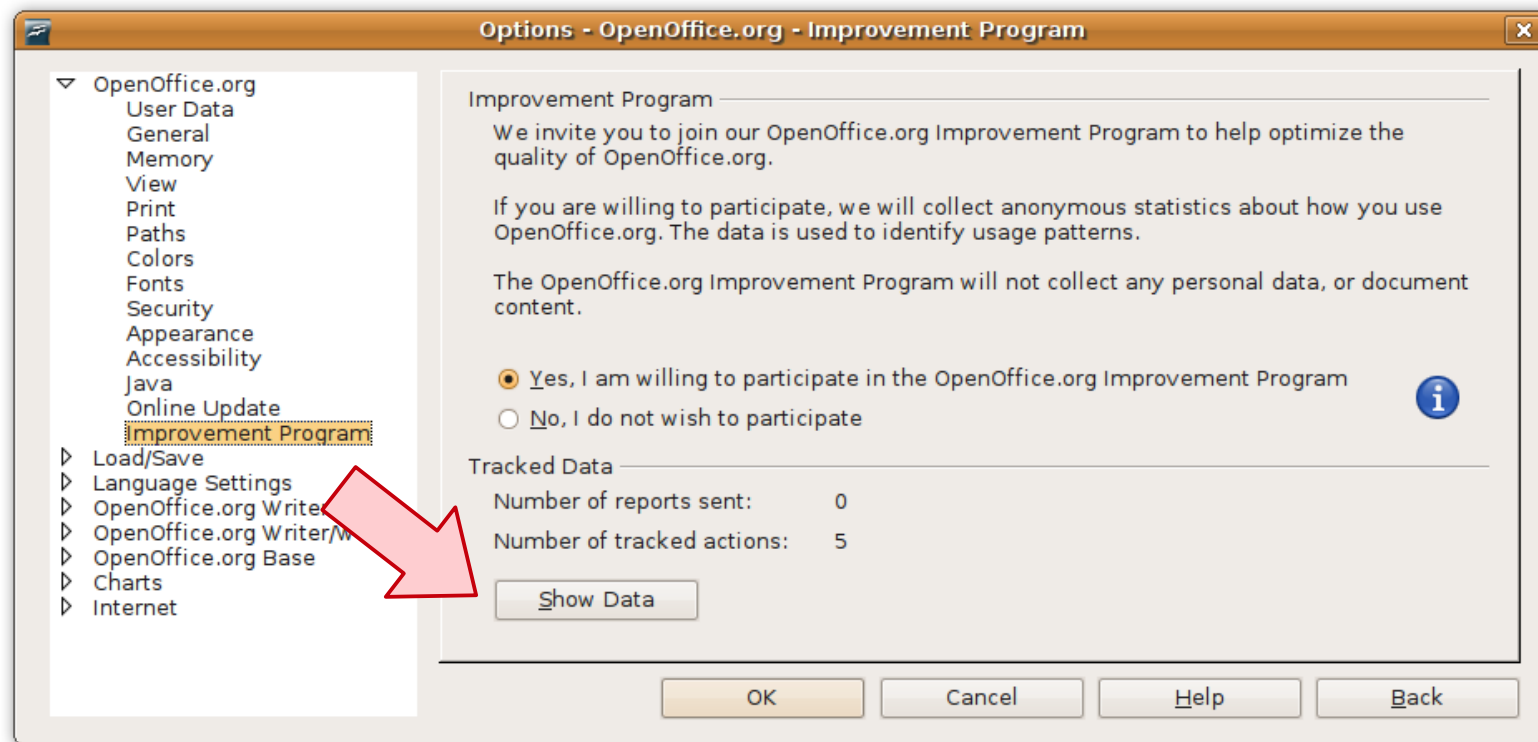 Options - OpenOffice.org - Improvement Program
OpenOffice.org
User Data
General
Memory
View
Print
Paths
Colors
Fonts
Security
Appearance
Accessibility
Java
Online Update
Improvement Program
Load/Save
Language Settings
OpenOffice.org Writer
OpenOffice.org Writer/W
OpenOffice.org Base
Charts
Internet
Improvement Program
We invite you to join our OpenOffice.org Improvement Program to help optimize the
quality of OpenOffice.org.
If you are willing to participate, we will collect anonymous statistics about how you use
OpenOffice.org. The data is used to identify usage patterns.
The OpenOffice.org Improvement Program will not collect any personal data, or document
content.
Yes, I am willing to participate in the OpenOffice.org Improvement Program
No, I do not wish to participate
Tracked Data
Number of reports sent: 0
Number of tracked actions: 5
Show Data
OK Cancel Help Back